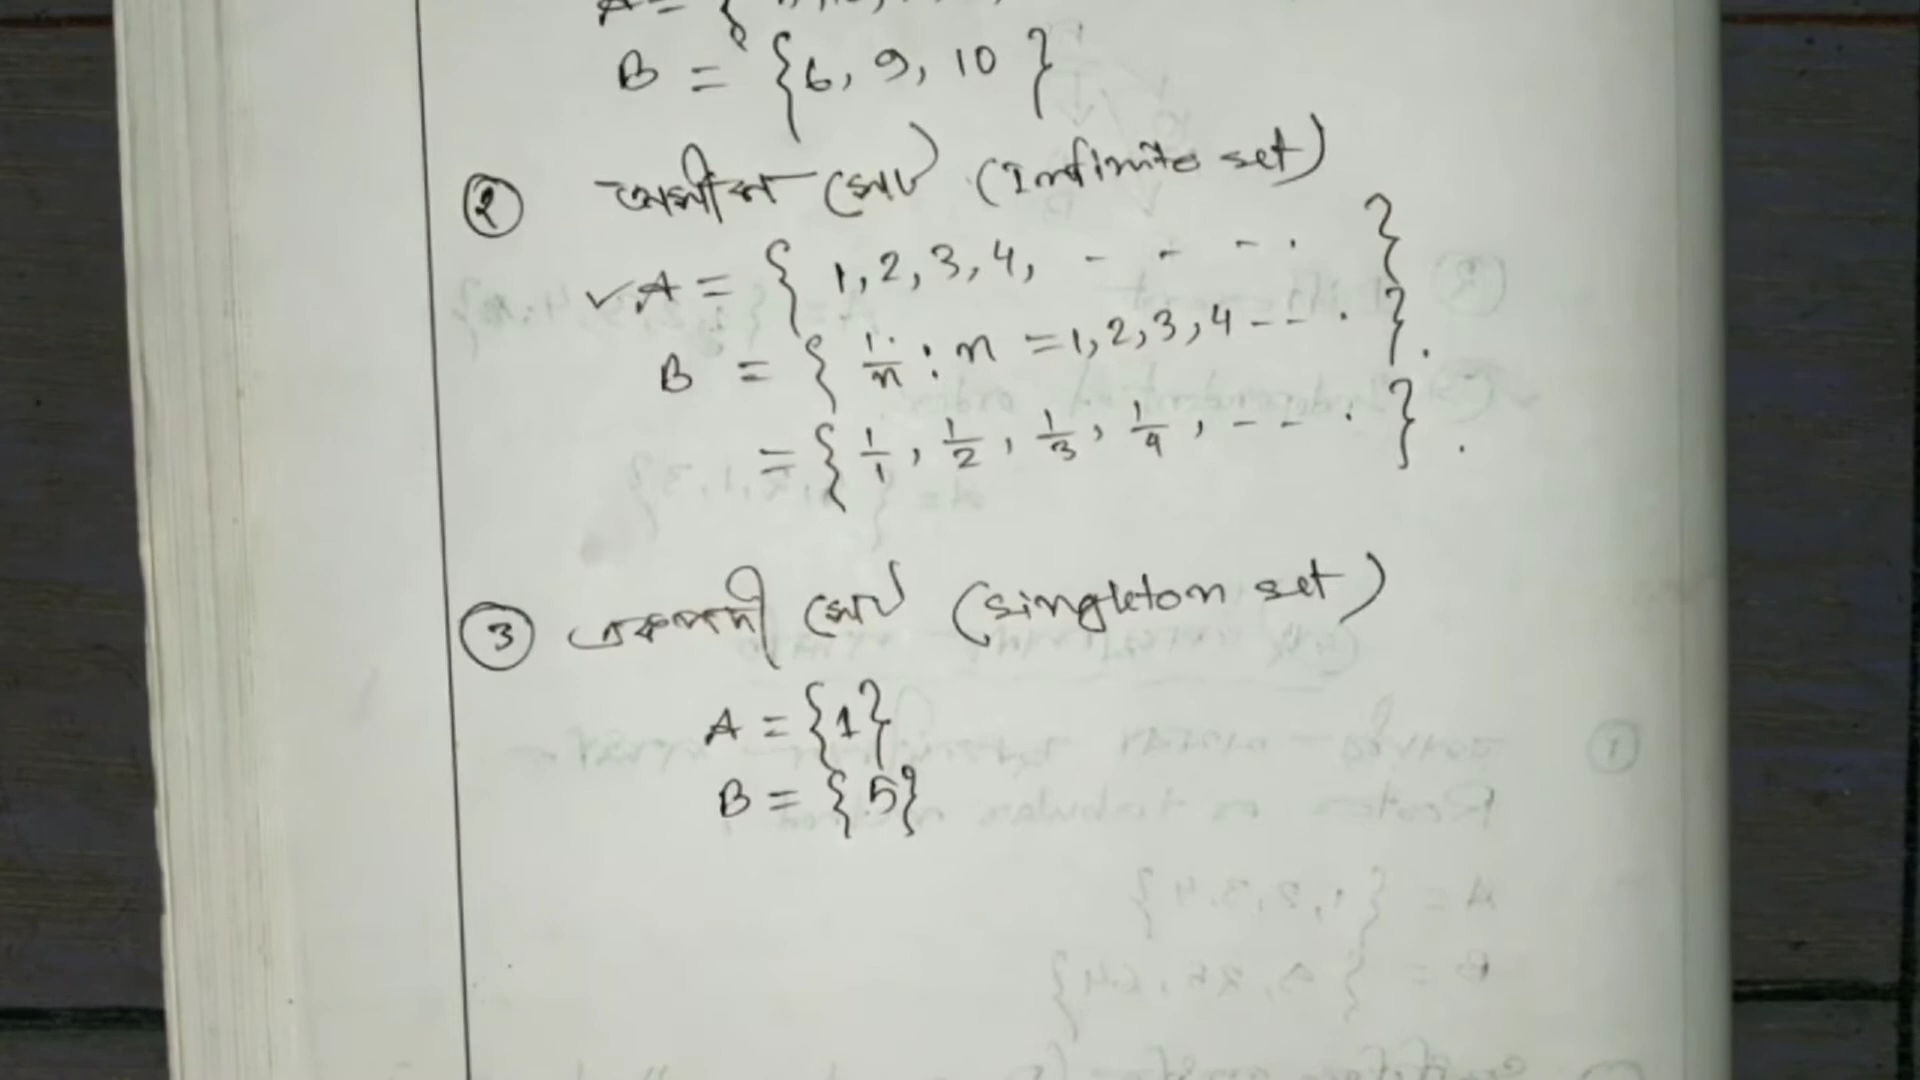 A = {
B = {6, 9, 10}
② অসীম সেট (Infinite set)
✓A = {1, 2, 3, 4, - - - . }
B = {1/n : n = 1, 2, 3, 4 - - . }.
= {1/1, 1/2, 1/3, 1/4, - - . }.
③ একপদী সেট (singleton set)
A = {1}
B = {5}